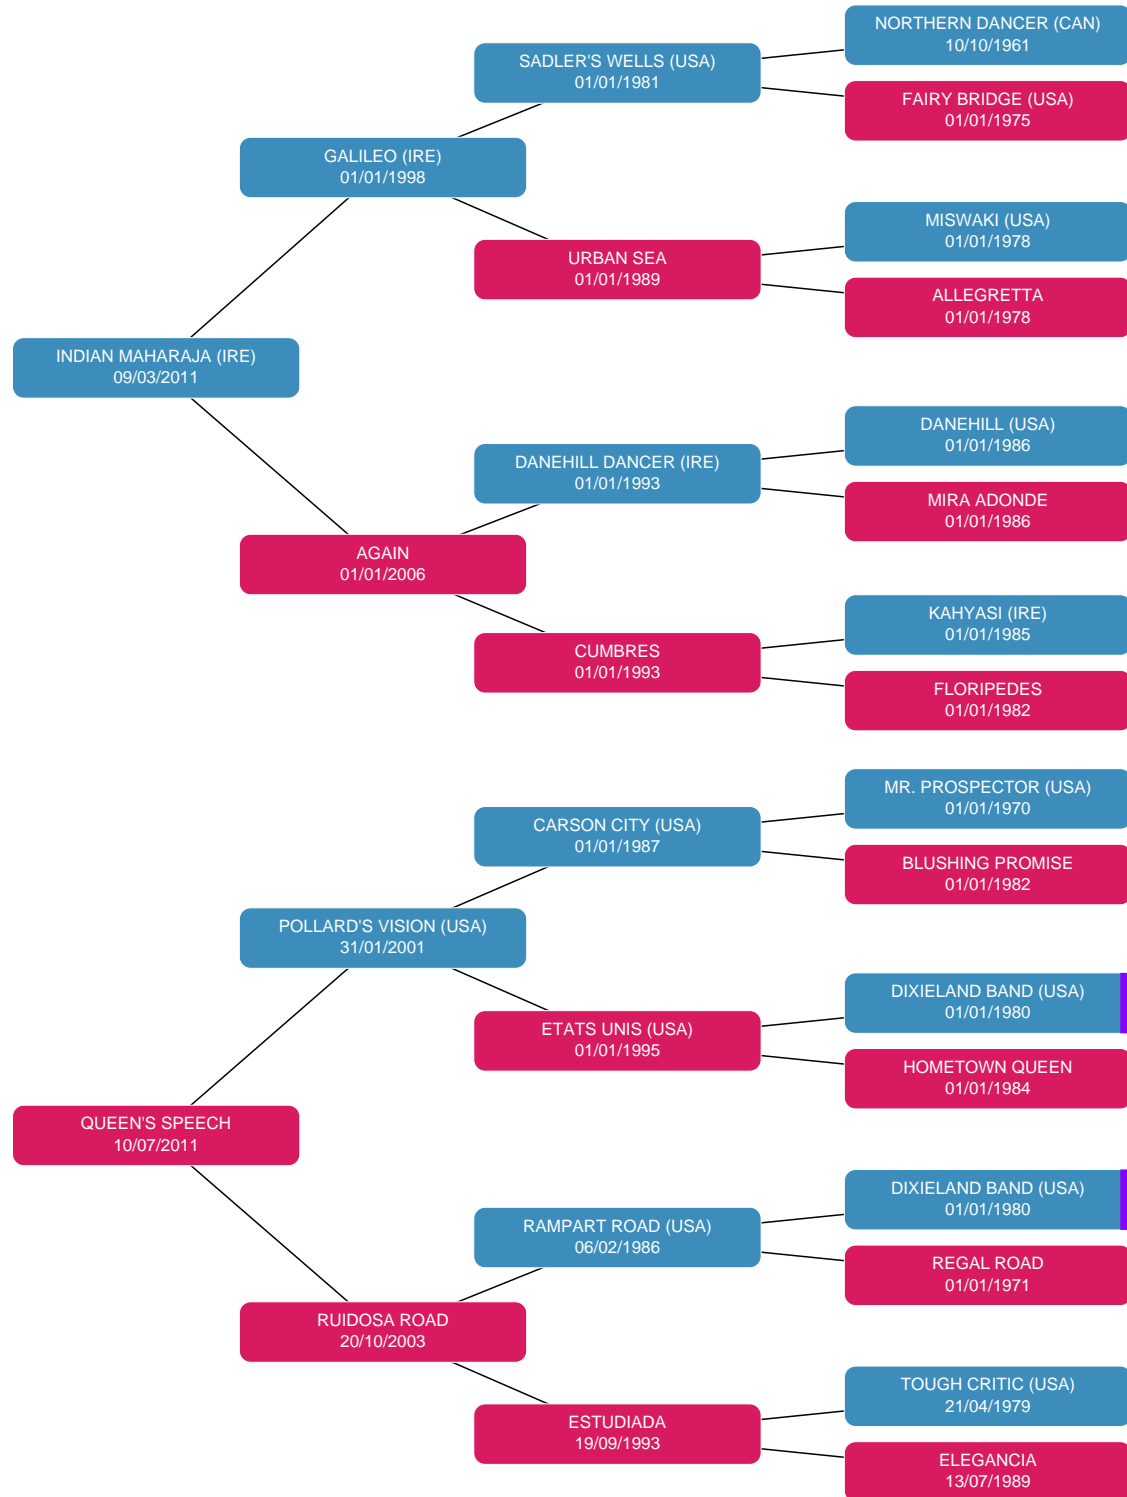 NORTHERN DANCER (CAN)
10/10/1961
SADLER'S WELLS (USA)
01/01/1981
FAIRY BRIDGE (USA)
01/01/1975
GALILEO (IRE)
01/01/1998
MISWAKI (USA)
01/01/1978
URBAN SEA
01/01/1989
ALLEGRETTA
01/01/1978
INDIAN MAHARAJA (IRE)
09/03/2011
DANEHILL (USA)
01/01/1986
DANEHILL DANCER (IRE)
01/01/1993
MIRA ADONDE
01/01/1986
AGAIN
01/01/2006
KAHYASI (IRE)
01/01/1985
CUMBRES
01/01/1993
FLORIPEDES
01/01/1982
MR. PROSPECTOR (USA)
01/01/1970
CARSON CITY (USA)
01/01/1987
BLUSHING PROMISE
01/01/1982
POLLARD'S VISION (USA)
31/01/2001
DIXIELAND BAND (USA)
01/01/1980
ETATS UNIS (USA)
01/01/1995
HOMETOWN QUEEN
01/01/1984
QUEEN'S SPEECH
10/07/2011
DIXIELAND BAND (USA)
01/01/1980
RAMPART ROAD (USA)
06/02/1986
REGAL ROAD
01/01/1971
RUIDOSA ROAD
20/10/2003
TOUGH CRITIC (USA)
21/04/1979
ESTUDIADA
19/09/1993
ELEGANCIA
13/07/1989